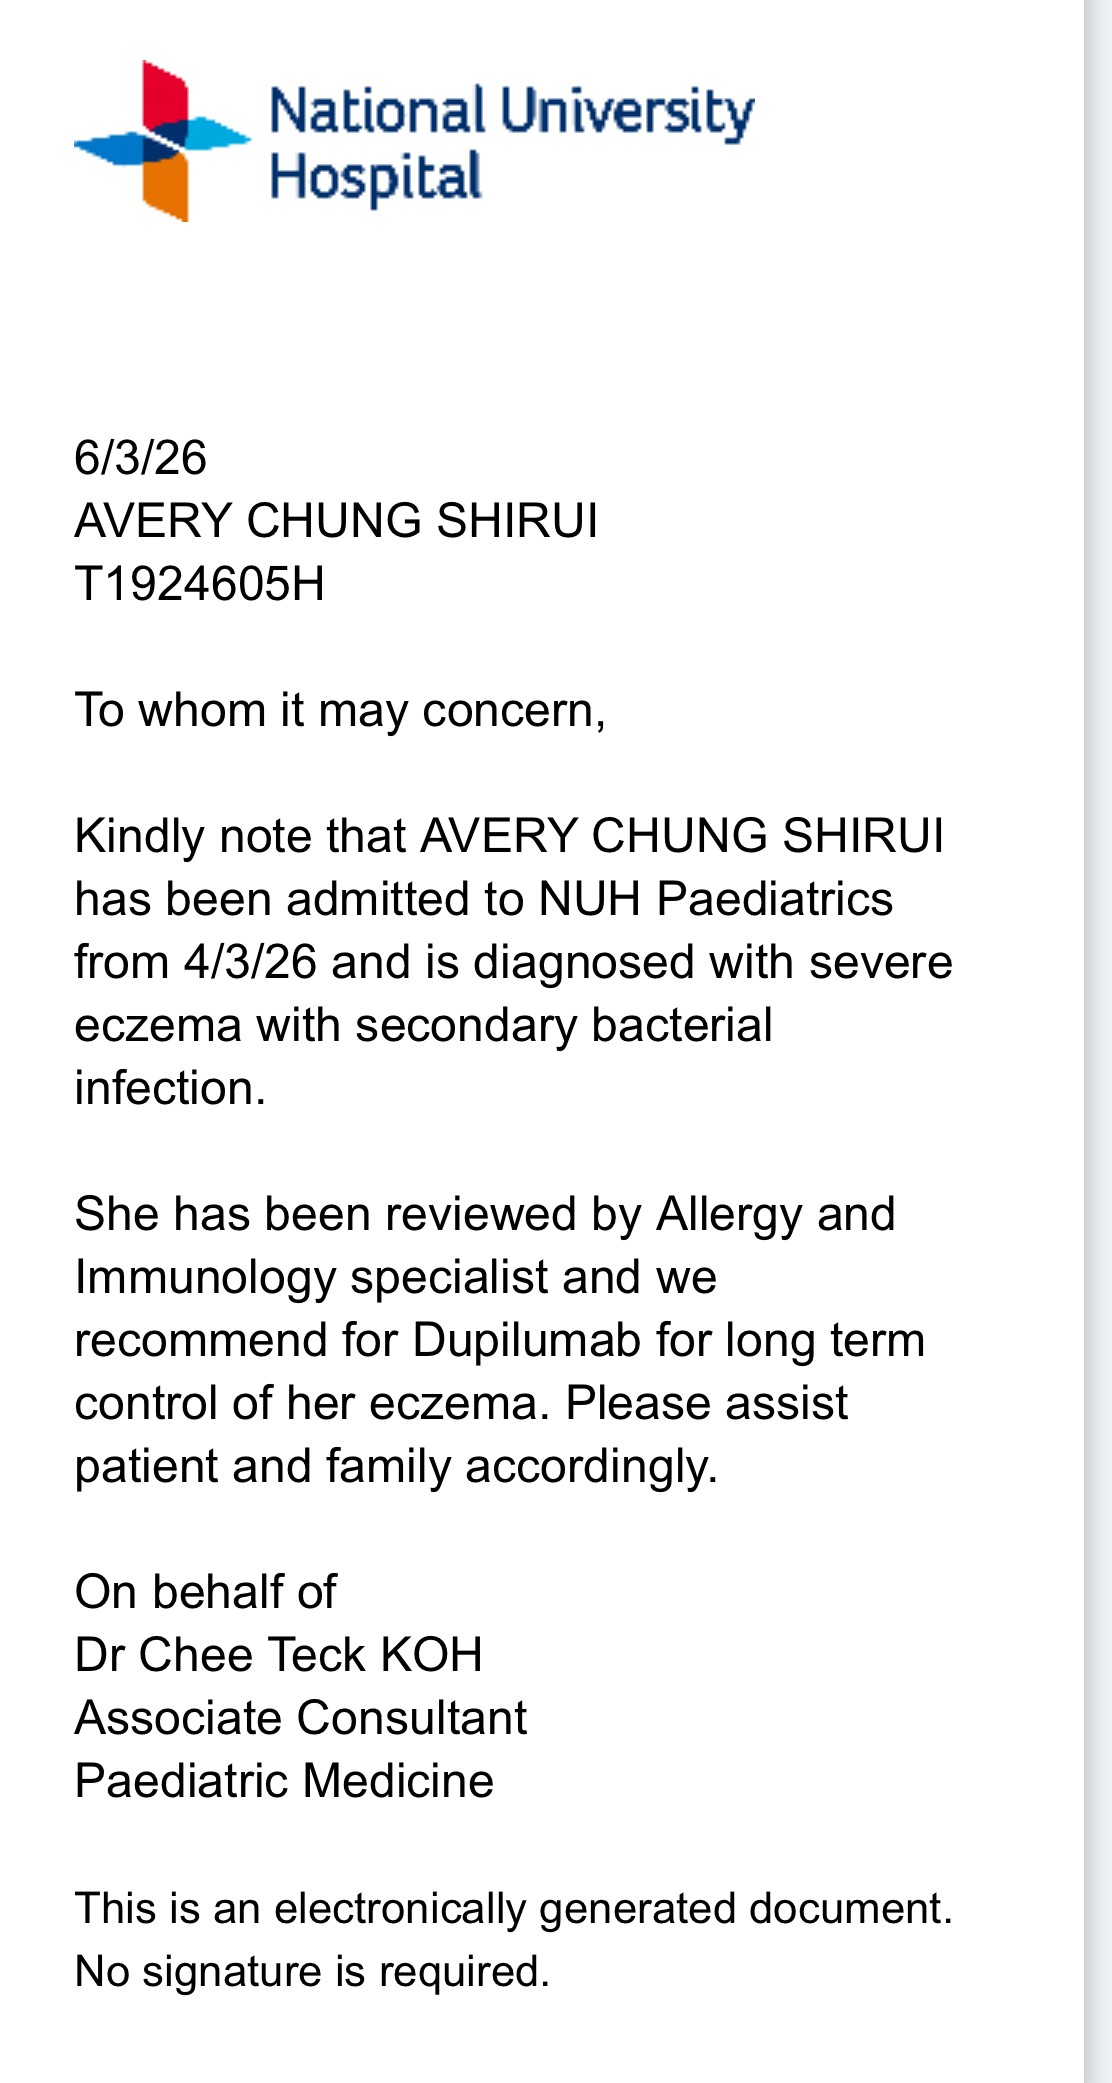 National University
Hospital
6/3/26
AVERY CHUNG SHIRUI
T1924605H
To whom it may concern,
Kindly note that AVERY CHUNG SHIRUI
has been admitted to NUH Paediatrics
from 4/3/26 and is diagnosed with severe
eczema with secondary bacterial
infection.
She has been reviewed by Allergy and
Immunology specialist and we
recommend for Dupilumab for long term
control of her eczema. Please assist
patient and family accordingly.
On behalf of
Dr Chee Teck KOH
Associate Consultant
Paediatric Medicine
This is an electronically generated document.
No signature is required.